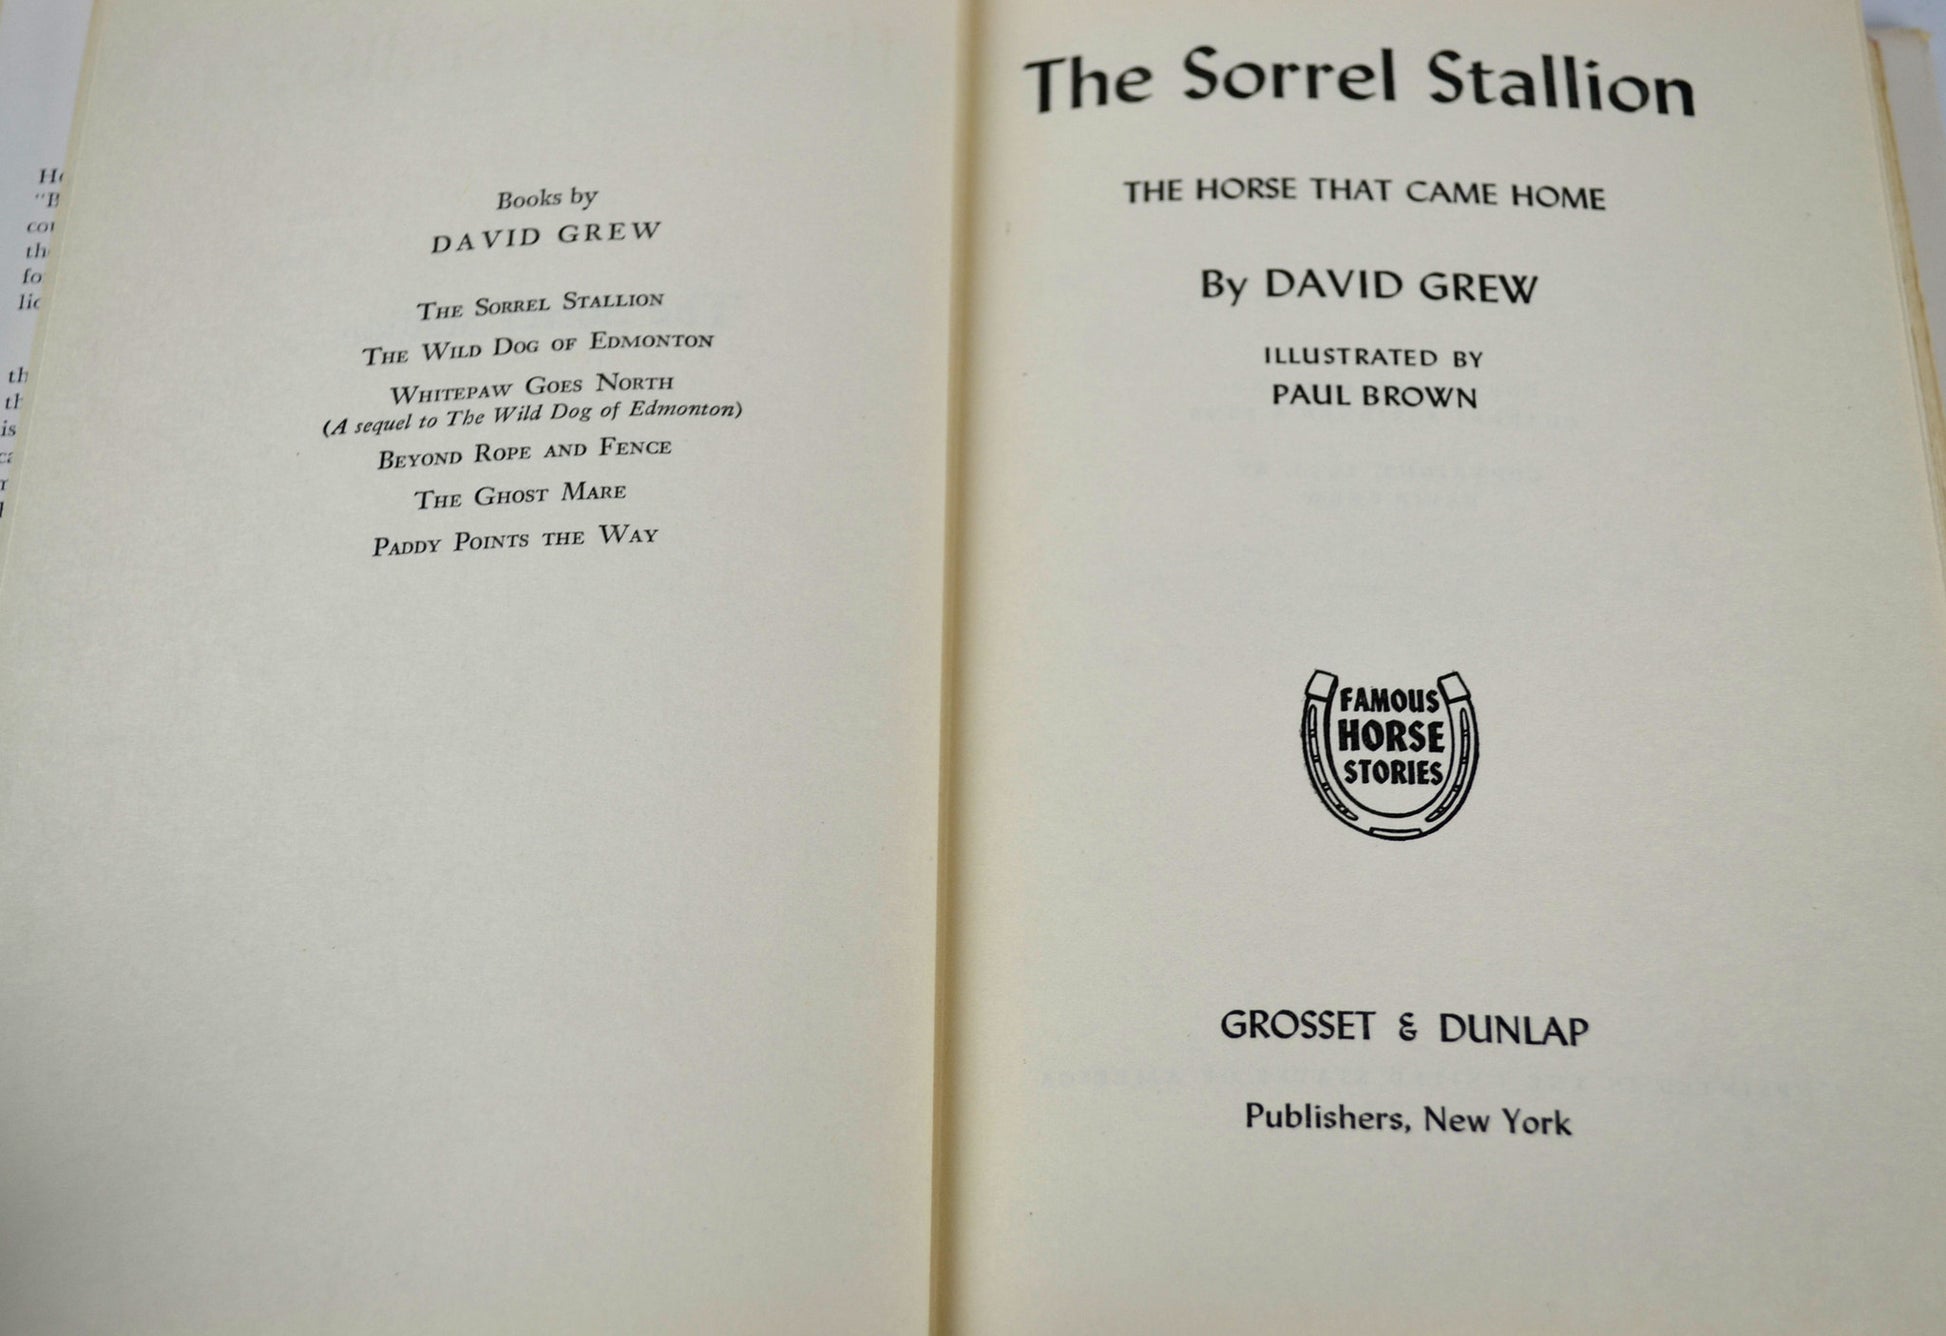 Books by
DAVID GREW
THE SORREL STALLION
THE WILD DOG OF EDMONTON
WHITEPAW GOES NORTH
(A sequel to The Wild Dog of Edmonton)
BEYOND ROPE AND FENCE
THE GHOST MARE
PADDY POINTS THE WAY
The Sorrel Stallion
THE HORSE THAT CAME HOME
By DAVID GREW
ILLUSTRATED BY
PAUL BROWN
FAMOUS
HORSE
STORIES
GROSSET & DUNLAP
Publishers, New York